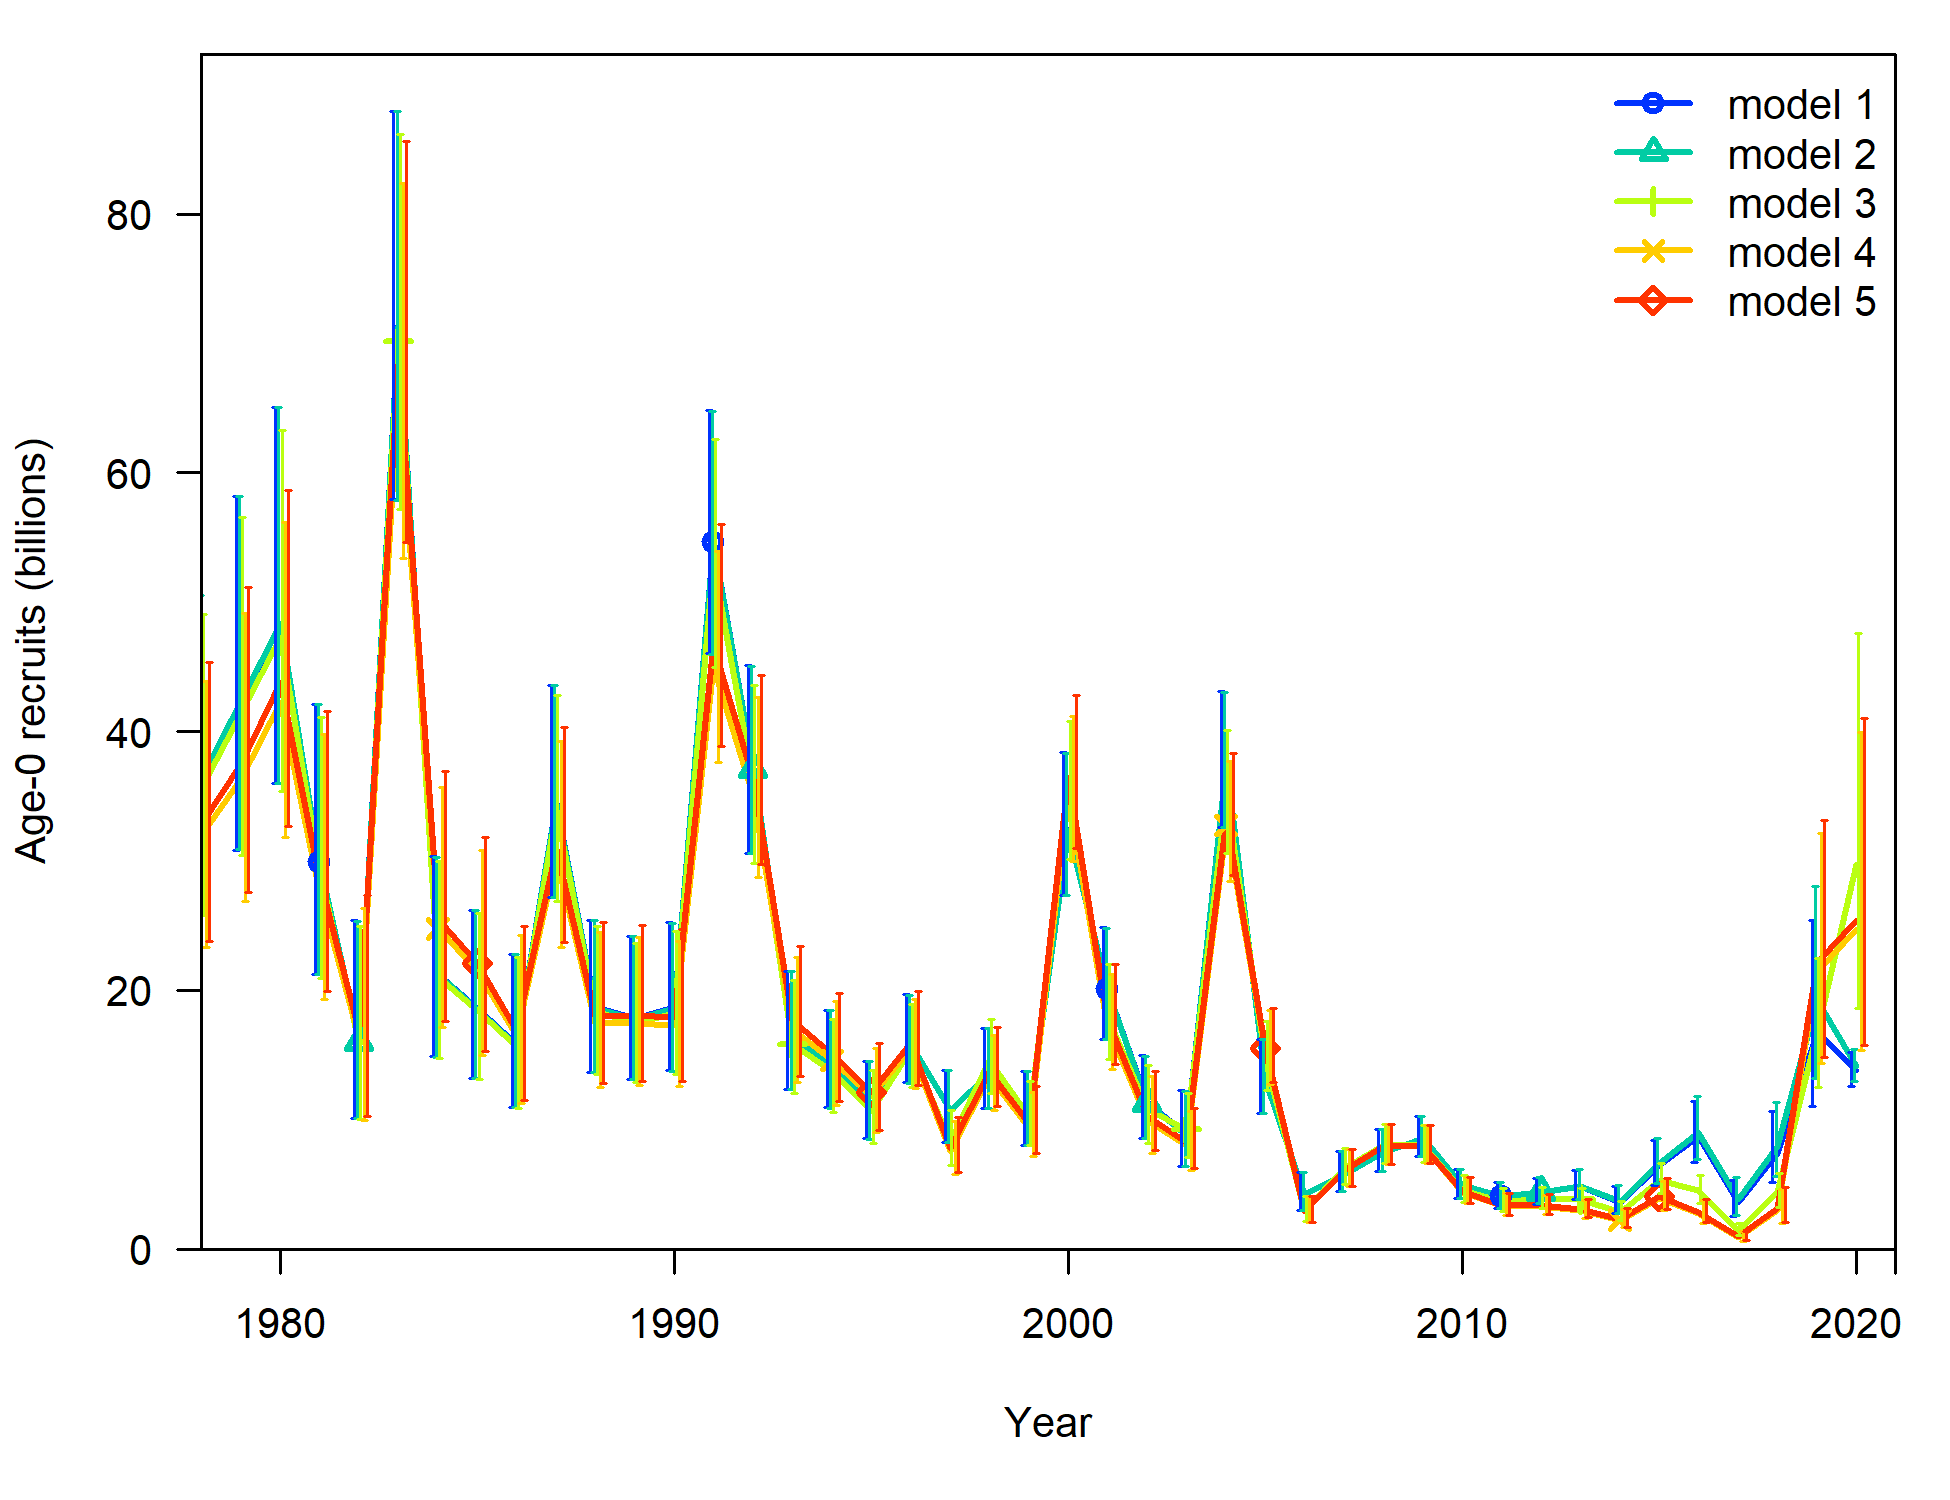 Age-0 recruits (billions)
80
60
40
20
0
1980 1990 2000 2010 2020
Year
model 1
model 2
model 3
model 4
model 5